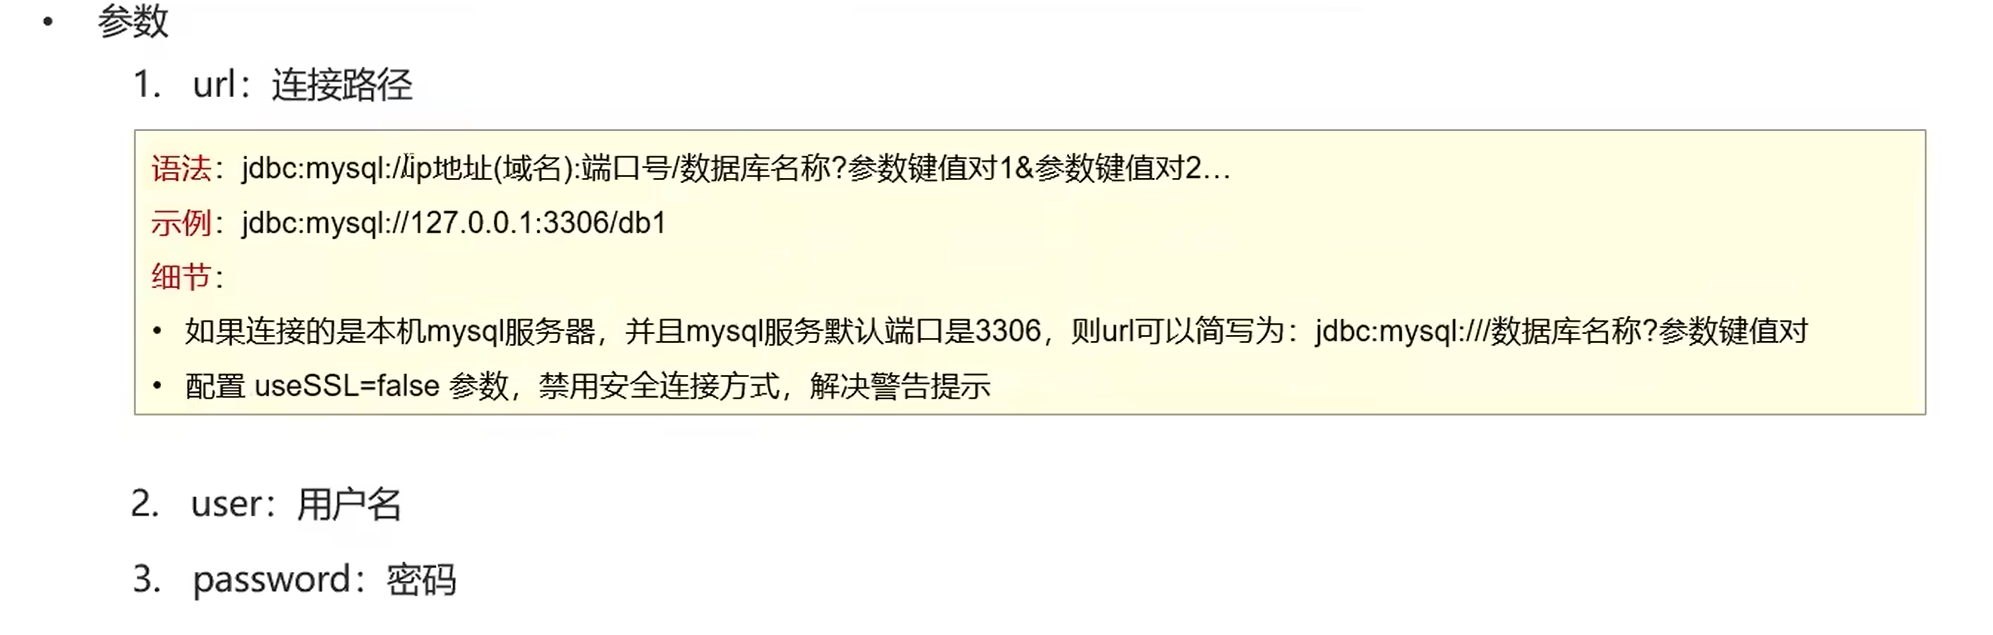 • 参数
1. url：连接路径
语法：jdbc:mysql://ip地址(域名):端口号/数据库名称?参数键值对1&参数键值对2…
示例：jdbc:mysql://127.0.0.1:3306/db1
细节：
• 如果连接的是本机mysql服务器，并且mysql服务默认端口是3306，则url可以简写为：jdbc:mysql:///数据库名称?参数键值对
• 配置 useSSL=false 参数，禁用安全连接方式，解决警告提示
2. user：用户名
3. password：密码